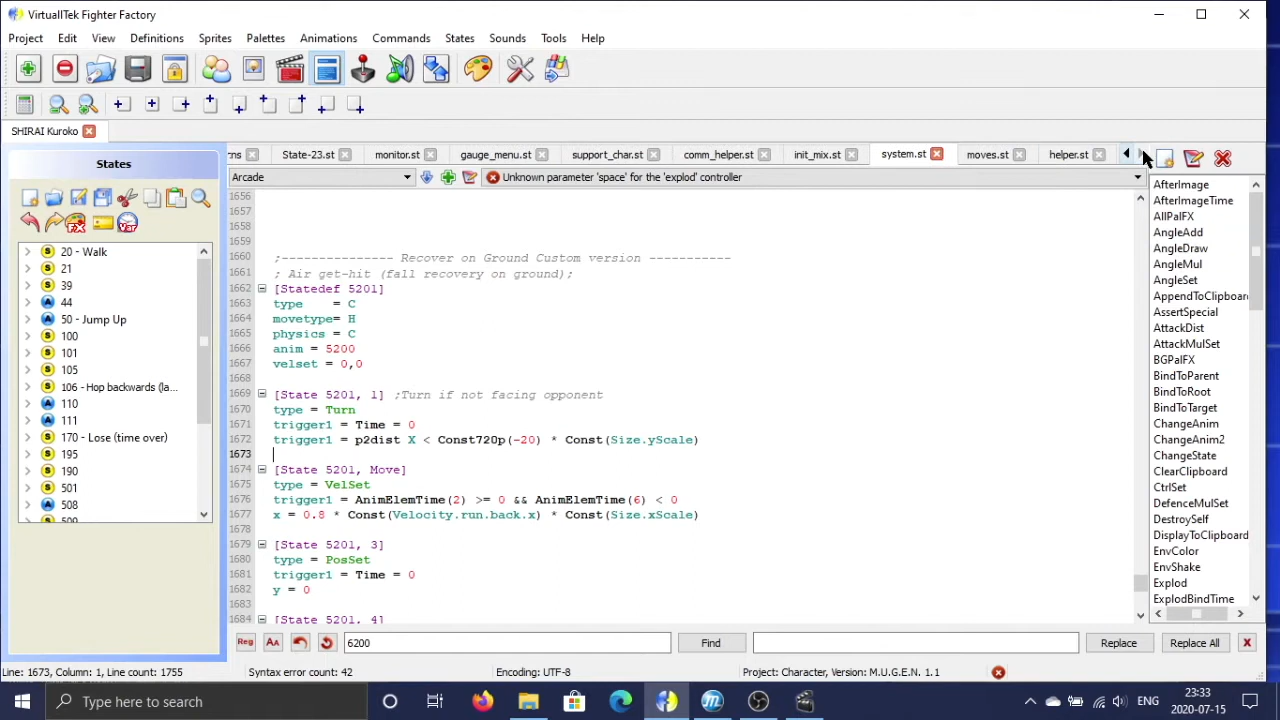 VirtuallTek Fighter Factory
Project Edit View Definitions Sprites Palettes Animations Commands States Sounds Tools Help
SHIRAI Kuroko
States
rns State-23.st monitor.st gauge_menu.st support_char.st comm_helper.st init_mix.st system.st moves.st helper.st
Arcade Unknown parameter 'space' for the 'explod' controller
20 - Walk
21
39
44
50 - Jump Up
100
101
105
106 - Hop backwards (la...
110
111
170 - Lose (time over)
195
190
501
508
509
1656
1657
1658
1659
1660 ;--------------- Recover on Ground Custom version -----------
1661 ; Air get-hit (fall recovery on ground);
1662 [Statedef 5201]
1663 type    = C
1664 movetype= H
1665 physics = C
1666 anim = 5200
1667 velset = 0,0
1668
1669 [State 5201, 1] ;Turn if not facing opponent
1670 type = Turn
1671 trigger1 = Time = 0
1672 trigger1 = p2dist X < Const720p(-20) * Const(Size.yScale)
1673
1674 [State 5201, Move]
1675 type = VelSet
1676 trigger1 = AnimElemTime(2) >= 0 && AnimElemTime(6) < 0
1677 x = 0.8 * Const(Velocity.run.back.x) * Const(Size.xScale)
1678
1679 [State 5201, 3]
1680 type = PosSet
1681 trigger1 = Time = 0
1682 y = 0
1683
1684 [State 5201, 4]
AfterImage
AfterImageTime
AllPalFX
AngleAdd
AngleDraw
AngleMul
AngleSet
AppendToClipboar
AssertSpecial
AttackDist
AttackMulSet
BGPalFX
BindToParent
BindToRoot
BindToTarget
ChangeAnim
ChangeAnim2
ChangeState
ClearClipboard
CtrlSet
DefenceMulSet
DestroySelf
DisplayToClipboard
EnvColor
EnvShake
Explod
ExplodBindTime
Reg AA 6200 Find Replace Replace All
Line: 1673, Column: 1, Line count: 1755 Syntax error count: 42 Encoding: UTF-8 Project: Character, Version: M.U.G.E.N. 1.1
Type here to search
ENG
23:33
2020-07-15